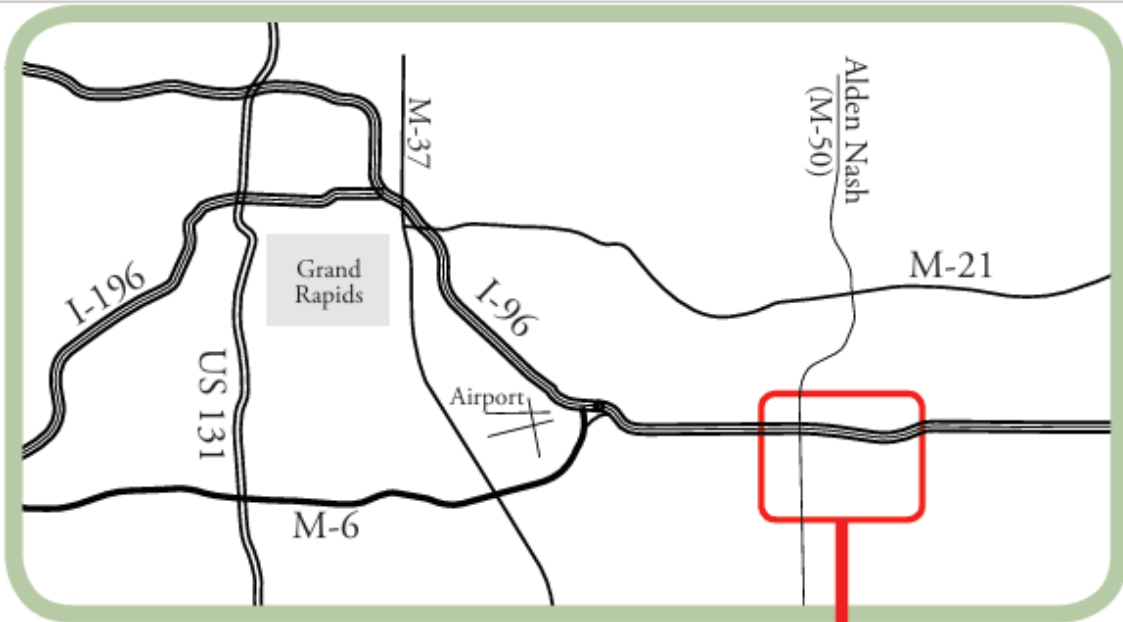 M-37
Alden Nash
(M-50)
Grand
Rapids
M-21
I-196
I-96
US 131
Airport
M-6